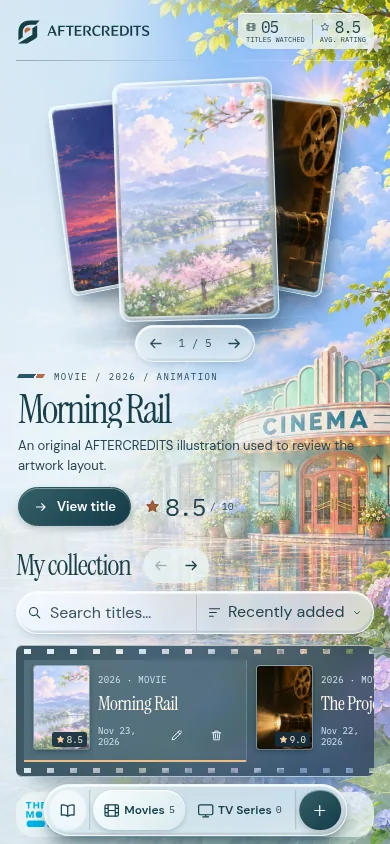 AFTERCREDITS
05
TITLES WATCHED
8.5
AVG. RATING
1 / 5
MOVIE / 2026 / ANIMATION
Morning Rail
CINEMA
An original AFTERCREDITS illustration used to review the
artwork layout.
View title
8.5 / 10
My collection
Search titles...
Recently added
2026 · MOVIE
Morning Rail
8.5
Nov 23,
2026
2026 · MO
The Proj
9.0
Nov 22,
2026
THE
Movies 5
TV Series 0